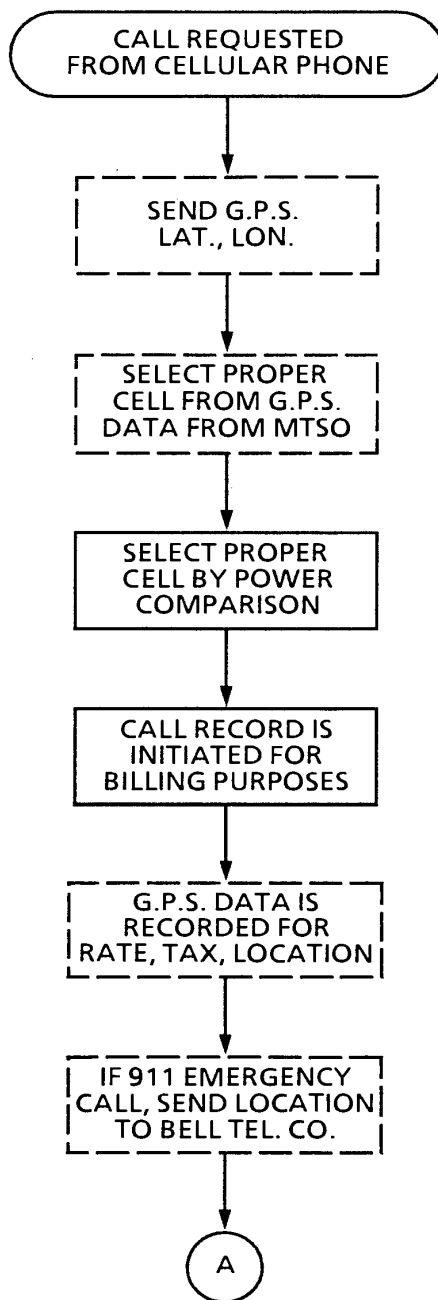 CALL REQUESTED
FROM CELLULAR PHONE
SEND G.P.S.
LAT., LON.
SELECT PROPER
CELL FROM G.P.S.
DATA FROM MTSO
SELECT PROPER
CELL BY POWER
COMPARISON
CALL RECORD IS
INITIATED FOR
BILLING PURPOSES
G.P.S. DATA IS
RECORDED FOR
RATE, TAX, LOCATION
IF 911 EMERGENCY
CALL, SEND LOCATION
TO BELL TEL. CO.
A